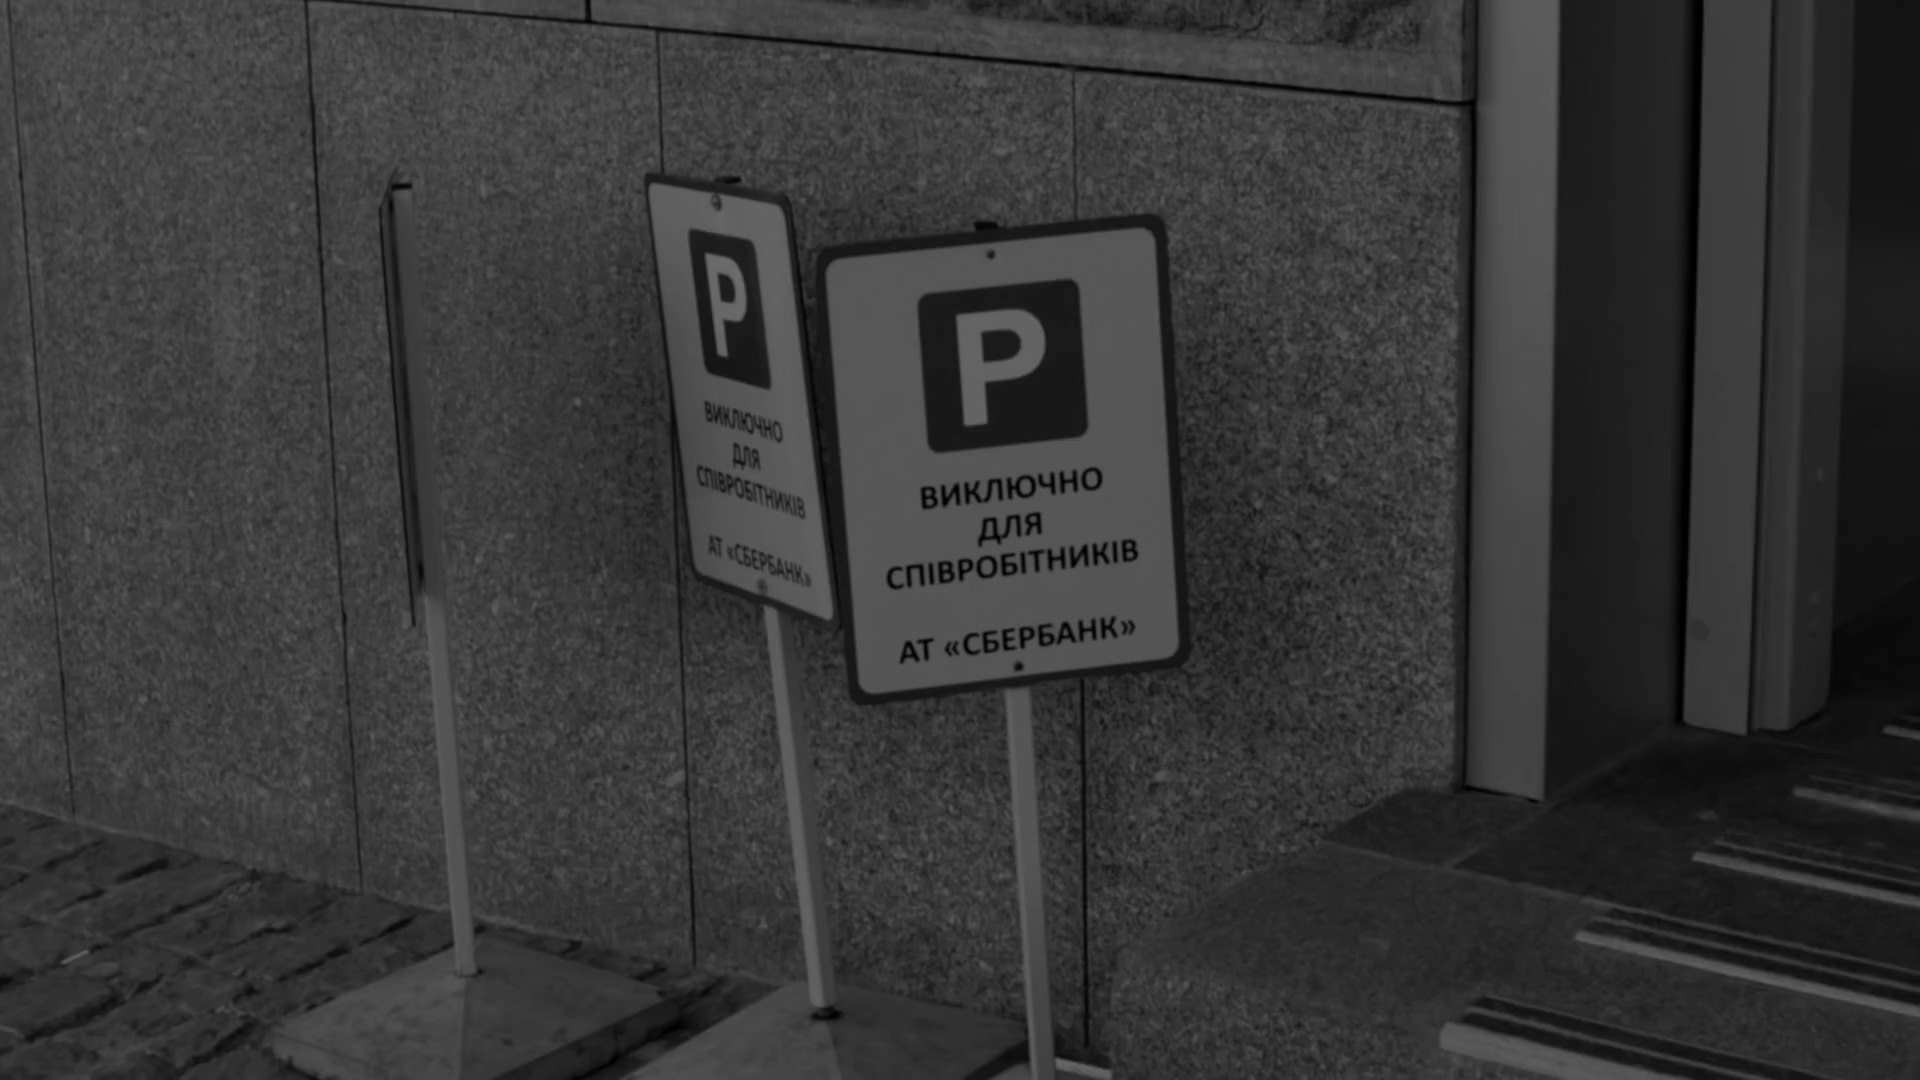 P
ВИКЛЮЧНО
ДЛЯ
СПІВРОБІТНИКІВ
АТ «СБЕРБАНК»
P
ВИКЛЮЧНО
ДЛЯ
СПІВРОБІТНИКІВ
АТ «СБЕРБАНК»